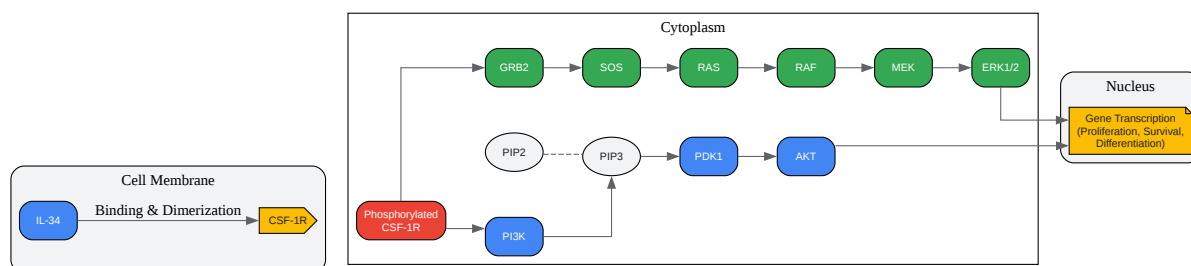 Cell Membrane
IL-34
Binding & Dimerization
CSF-1R
Cytoplasm
GRB2
SOS
RAS
RAF
MEK
ERK1/2
PIP2
PIP3
PDK1
AKT
Phosphorylated
CSF-1R
PI3K
Nucleus
Gene Transcription
(Proliferation, Survival,
Differentiation)